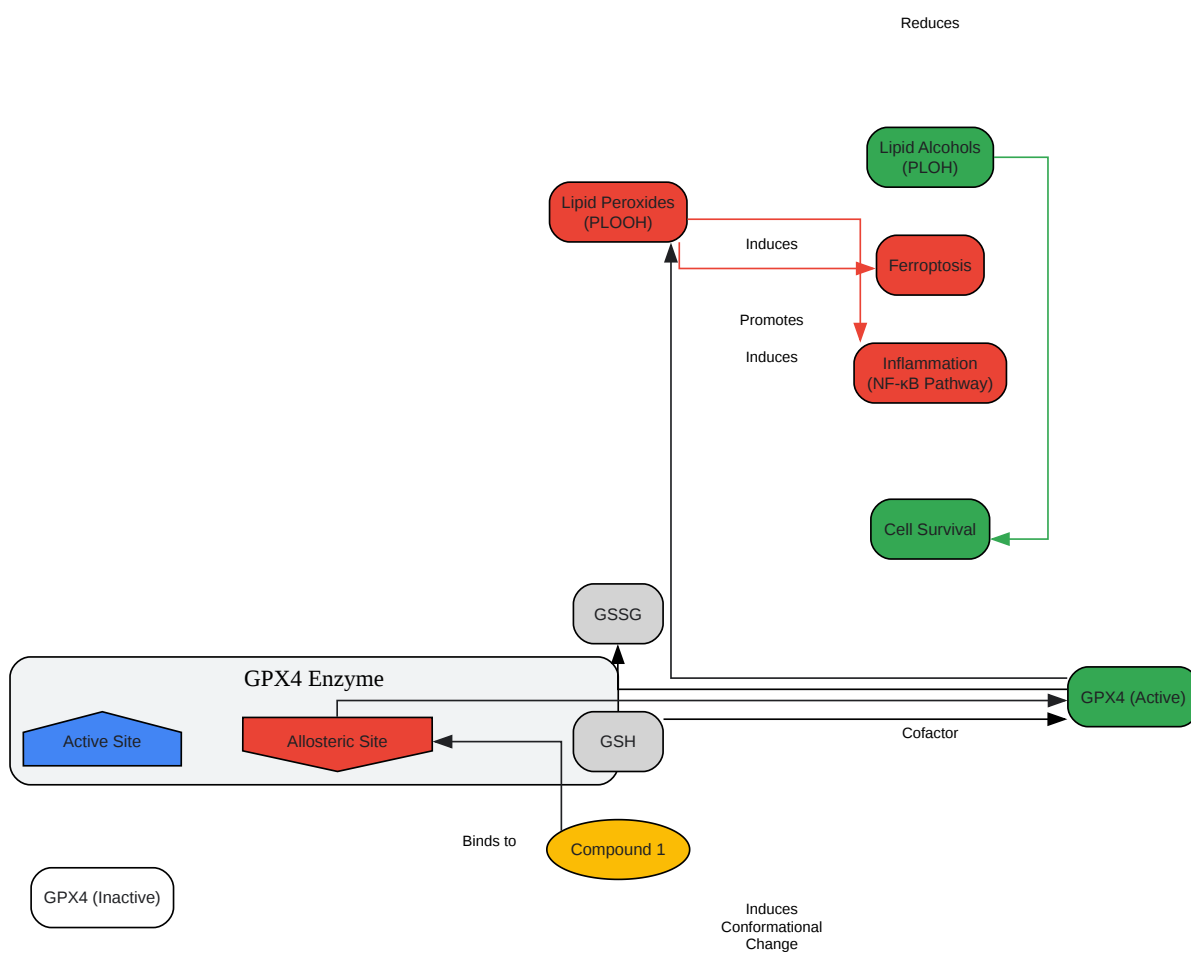 Reduces
Lipid Alcohols
(PLOH)
Lipid Peroxides
(PLOOH)
Induces
Ferroptosis
Promotes
Induces
Inflammation
(NF-κB Pathway)
Cell Survival
GSSG
GPX4 Enzyme
GPX4 (Active)
Active Site
Allosteric Site
GSH
Cofactor
Binds to
Compound 1
GPX4 (Inactive)
Induces
Conformational
Change